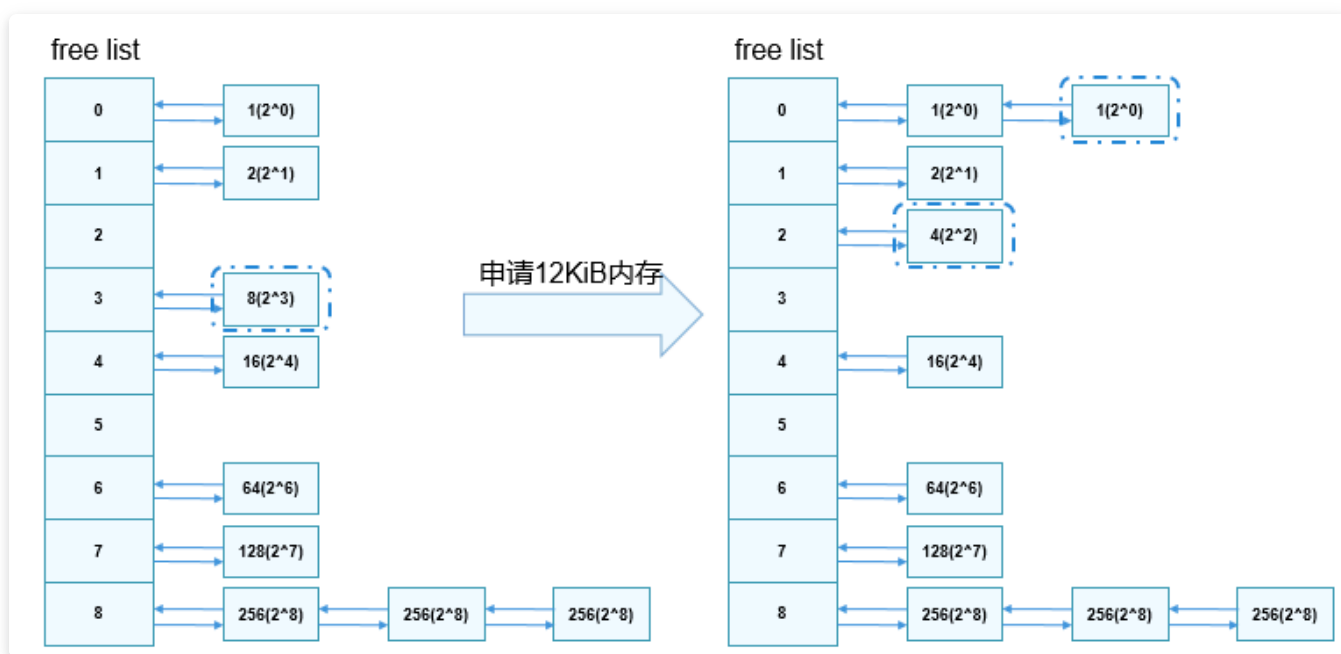 free list
0 1(2^0)
1 2(2^1)
2
3 8(2^3)
4 16(2^4)
5
6 64(2^6)
7 128(2^7)
8 256(2^8) 256(2^8) 256(2^8)
申请12KiB内存
free list
0 1(2^0) 1(2^0)
1 2(2^1)
2 4(2^2)
3
4 16(2^4)
5
6 64(2^6)
7 128(2^7)
8 256(2^8) 256(2^8) 256(2^8)